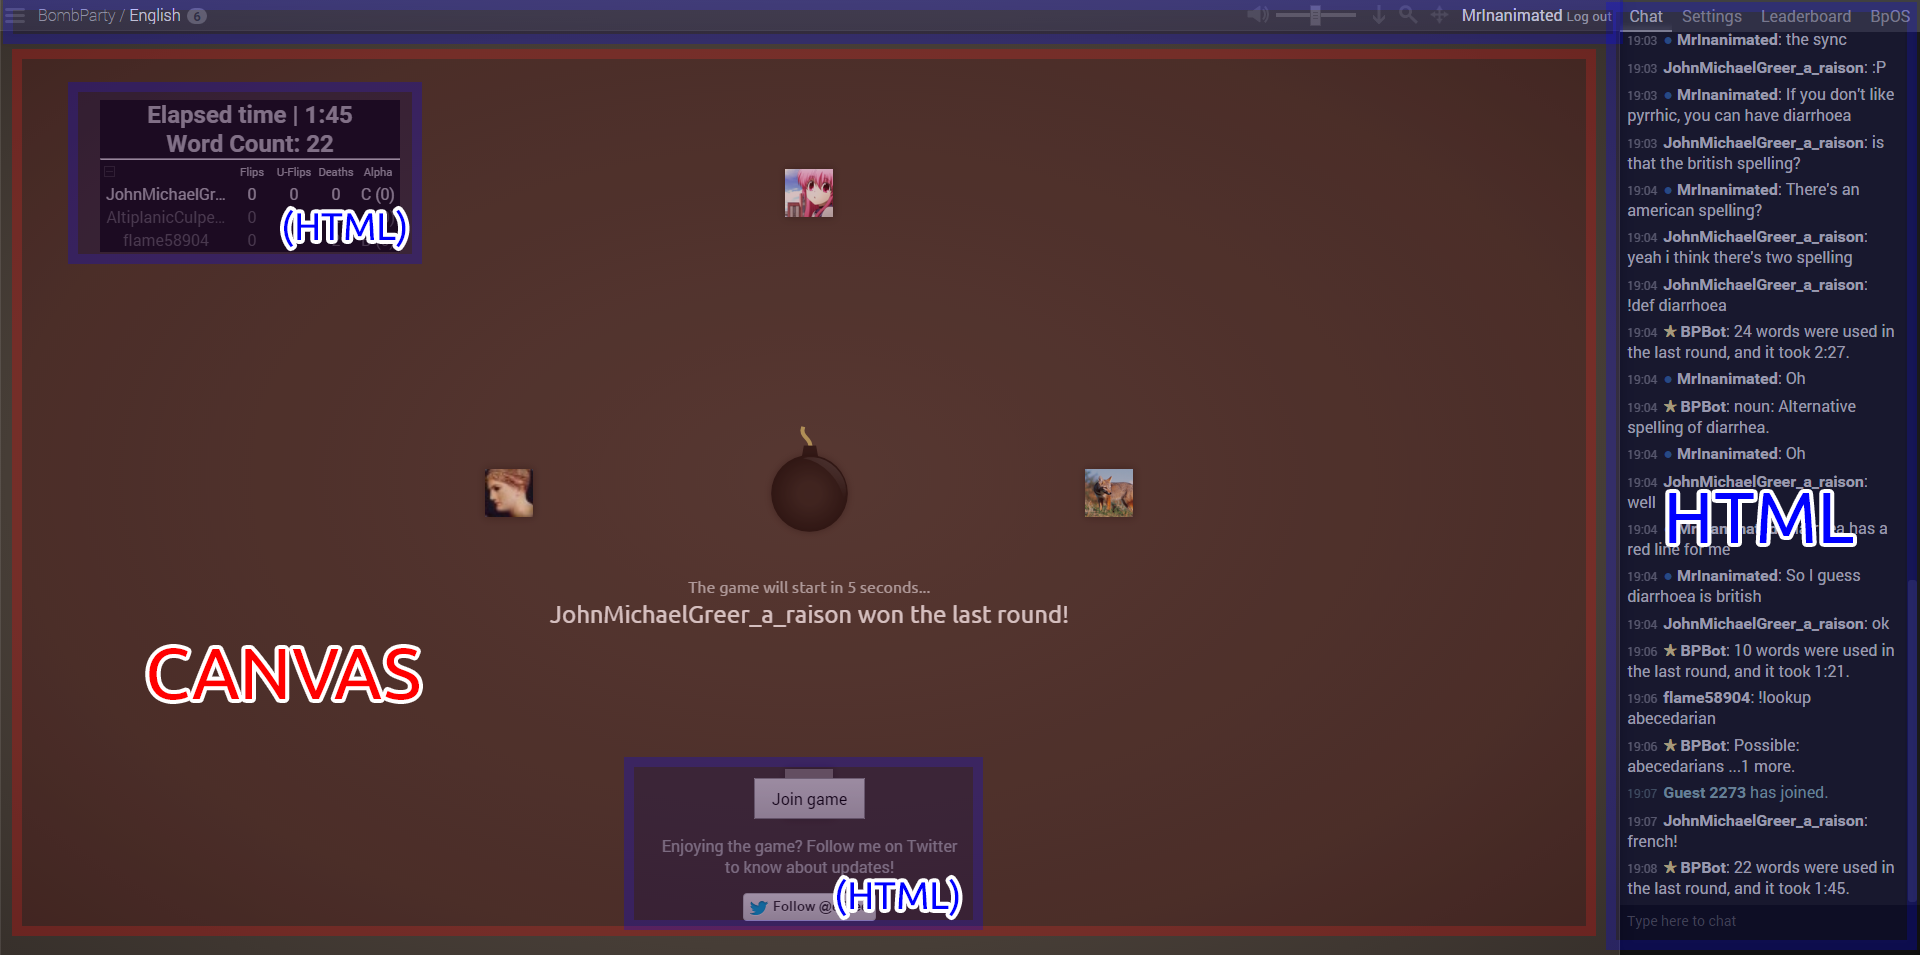 BombParty / English 6
MrInanimated Log out
Chat Settings Leaderboard BpOS
Elapsed time | 1:45
Word Count: 22
Flips U-Flips Deaths Alpha
JohnMichaelGr... 0 0 0 C (0)
AltiplanicCulpe... 0
flame58904 0
(HTML)
The game will start in 5 seconds...
JohnMichaelGreer_a_raison won the last round!
CANVAS
Join game
Enjoying the game? Follow me on Twitter
to know about updates!
Follow
(HTML)
19:03 MrInanimated: the sync
19:03 JohnMichaelGreer_a_raison: :P
19:03 MrInanimated: If you don't like
pyrrhic, you can have diarrhoea
19:03 JohnMichaelGreer_a_raison: is
that the british spelling?
19:04 MrInanimated: There's an
american spelling?
19:04 JohnMichaelGreer_a_raison:
yeah i think there's two spelling
19:04 JohnMichaelGreer_a_raison:
!def diarrhoea
19:04 BPBot: 24 words were used in
the last round, and it took 2:27.
19:04 MrInanimated: Oh
19:04 BPBot: noun: Alternative
spelling of diarrhea.
19:04 MrInanimated: Oh
19:04 JohnMichaelGreer_a_raison:
well
HTML
19:04 has a
red line for me
19:04 MrInanimated: So I guess
diarrhoea is british
19:04 JohnMichaelGreer_a_raison: ok
19:06 BPBot: 10 words were used in
the last round, and it took 1:21.
19:06 flame58904: !lookup
abecedarian
19:06 BPBot: Possible:
abecedarians ...1 more.
19:07 Guest 2273 has joined.
19:07 JohnMichaelGreer_a_raison:
french!
19:08 BPBot: 22 words were used in
the last round, and it took 1:45.
Type here to chat